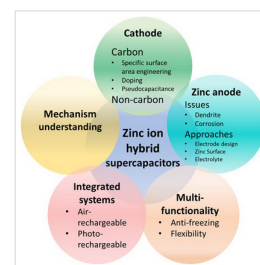 Cathode
Carbon
• Specific surface
area engineering
• Doping
• Pseudocapacitance
Non-carbon
Zinc anode
Issues
• Dendrite
• Corrosion
Approaches
• Electrode design
• Zinc Surface
• Electrolyte
Mechanism
understanding
Zinc ion
hybrid
supercapacitors
Integrated
systems
• Air-
rechargeable
• Photo-
rechargeable
Multi-
functionality
• Anti-freezing
• Flexibility